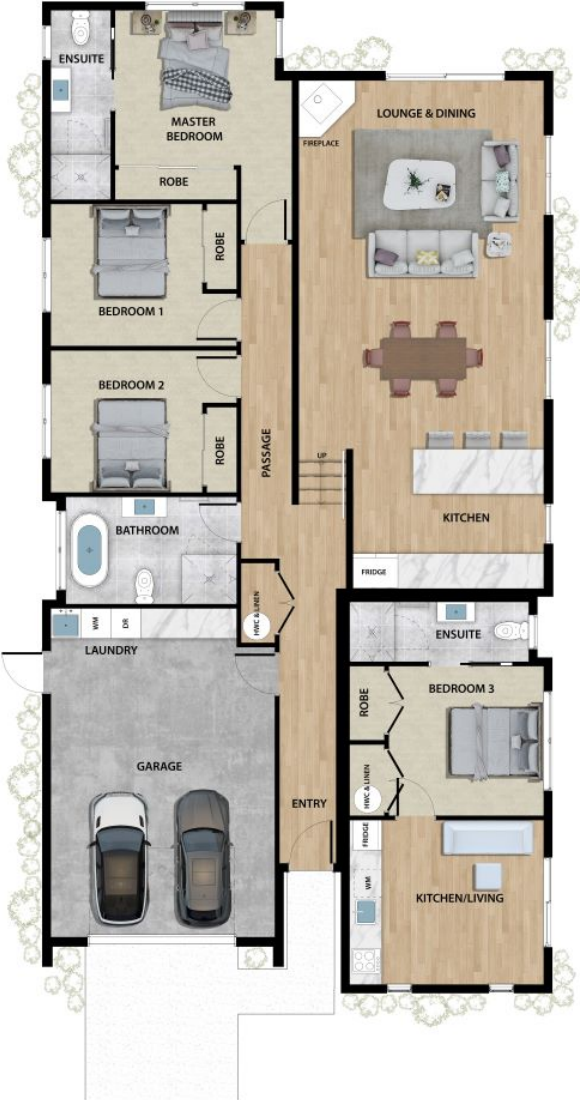 ENSUITE
MASTER
BEDROOM
ROBE
LOUNGE & DINING
FIREPLACE
ROBE
BEDROOM 1
BEDROOM 2
ROBE
PASSAGE
UP
KITCHEN
BATHROOM
FRIDGE
HWC & LINEN
WM
DR
LAUNDRY
ENSUITE
ROBE
BEDROOM 3
GARAGE
HWC & LINEN
ENTRY
FRIDGE
WM
KITCHEN/LIVING